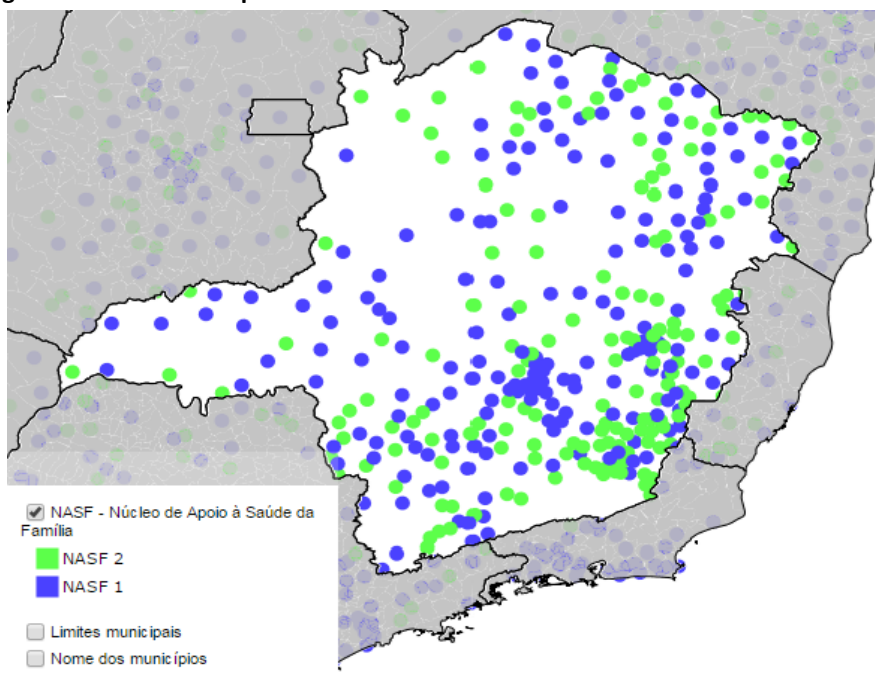 NASF - Núcleo de Apoio à Saúde da
Família
NASF 2
NASF 1
Limites municipais
Nome dos municípios